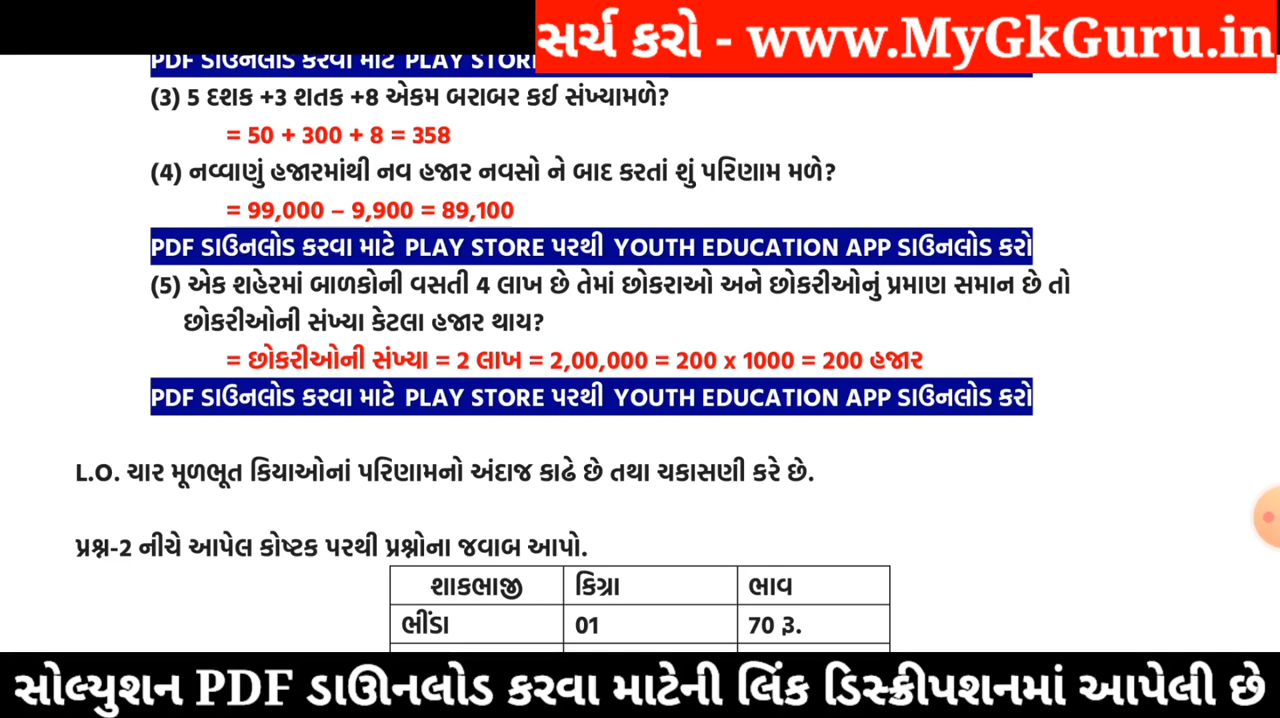 સર્ચ કરો - www.MyGkGuru.in
PDF ડાઉનલોડ કરવા માટે PLAY STORE
(3) 5 દશક +3 શતક +8 એકમ બરાબર કઈ સંખ્યામળે?
= 50 + 300 + 8 = 358
(4) નવ્વાણું હજારમાંથી નવ હજાર નવસો ને બાદ કરતાં શું પરિણામ મળે?
= 99,000 – 9,900 = 89,100
PDF ડાઉનલોડ કરવા માટે PLAY STORE પરથી YOUTH EDUCATION APP ડાઉનલોડ કરો
(5) એક શહેરમાં બાળકોની વસતી 4 લાખ છે તેમાં છોકરાઓ અને છોકરીઓનું પ્રમાણ સમાન છે તો
છોકરીઓની સંખ્યા કેટલા હજાર થાય?
= છોકરીઓની સંખ્યા = 2 લાખ = 2,00,000 = 200 x 1000 = 200 હજાર
PDF ડાઉનલોડ કરવા માટે PLAY STORE પરથી YOUTH EDUCATION APP ડાઉનલોડ કરો
L.O. ચાર મૂળભૂત કિયાઓનાં પરિણામનો અંદાજ કાઢે છે તથા ચકાસણી કરે છે.
પ્રશ્ન-2 નીચે આપેલ કોષ્ટક પરથી પ્રશ્નોના જવાબ આપો.
શાકભાજી કિગ્રા ભાવ
ભીંડા 01 70 રૂ.
સોલ્યુશન PDF ડાઊનલોડ કરવા માટેની લિંક ડિસ્ક્રીપશનમાં આપેલી છે